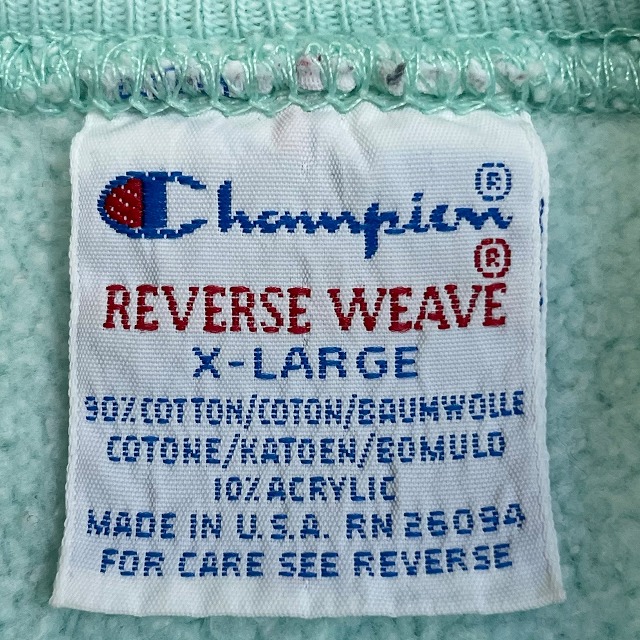 Champion®
REVERSE WEAVE®
X-LARGE
90% COTTON/COTON/BAUMWOLLE
COTONE/KATOEN/BOMULD
10% ACRYLIC
MADE IN U.S.A. RN 26094
FOR CARE SEE REVERSE